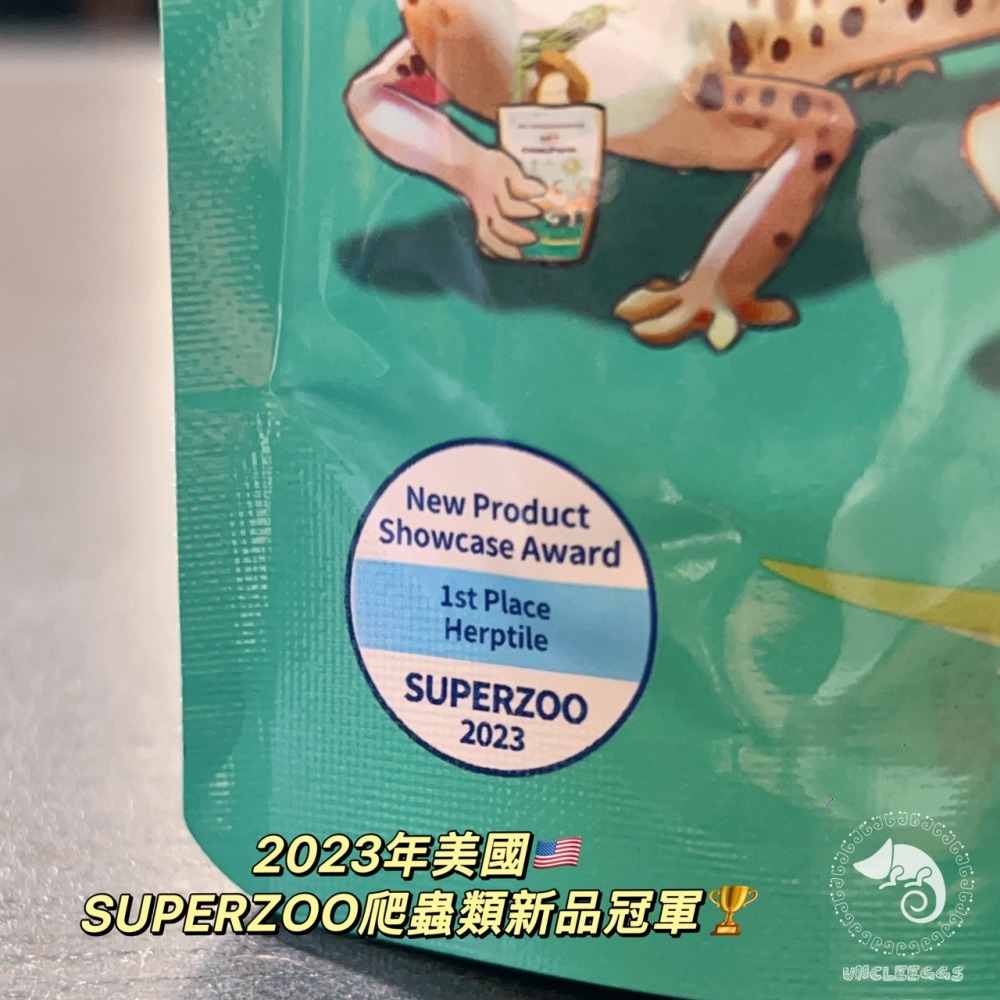 New Product
Showcase Award
1st Place
Herptile
SUPERZOO
2023
2023年美國🇺🇸
SUPERZOO爬蟲類新品冠軍🏆
UNCLEEGGS